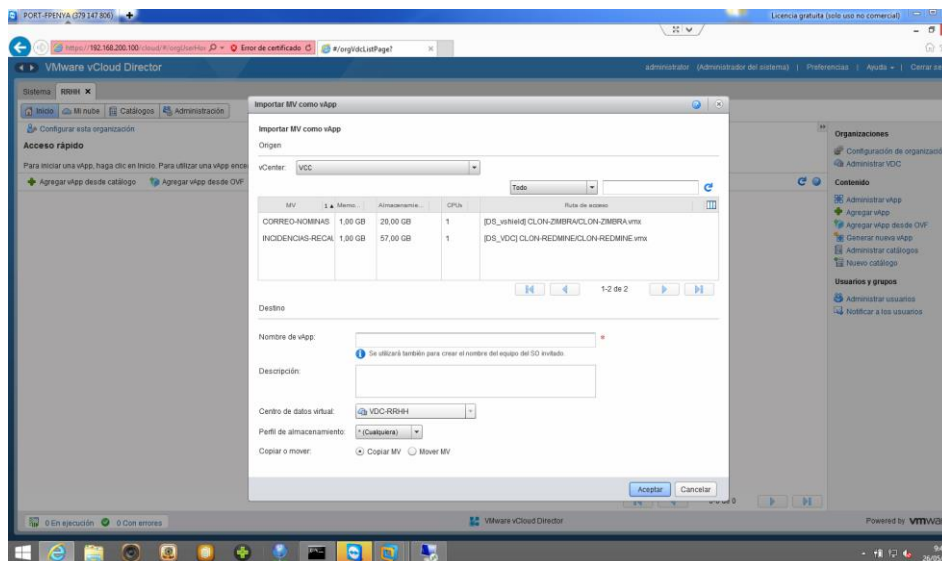 PORT-FPENYA (379 147 806)
Licencia gratuita (solo uso no comercial)
https://192.168.200.100/cloud/#/orgUserHor
Error de certificado
#/orgVdcListPage?
VMware vCloud Director
administrator (Administrador del sistema) | Preferencias | Ayuda
Sistema RRHH
Inicio Mi nube Catálogos Administración
Configurar esta organización
Acceso rápido
Para iniciar una vApp, haga clic en Inicio. Para utilizar una vApp
Agregar vApp desde catálogo Agregar vApp desde OVF
Importar MV como vApp
Importar MV como vApp
Origen
vCenter: VCC
Todo
MV 1 Memo... Almacenamie... CPUs Ruta de acceso
CORREO-NOMINAS 1,00 GB 20,00 GB 1 [DS_vshield] CLON-ZIMBRA/CLON-ZIMBRA.vmx
INCIDENCIAS-RECAL 1,00 GB 57,00 GB 1 [DS_VDC] CLON-REDMINE/CLON-REDMINE.vmx
1-2 de 2
Destino
Nombre de vApp: *
Se utilizará también para crear el nombre del equipo del SO invitado.
Descripción:
Centro de datos virtual: VDC-RRHH
Perfil de almacenamiento: * (Cualquiera)
Copiar o mover: Copiar MV Mover MV
Aceptar Cancelar
Organizaciones
Configuración de organizació
Administrar VDC
Contenido
Administrar vApp
Agregar vApp
Agregar vApp desde OVF
Generar nueva vApp
Administrar catálogos
Nuevo catálogo
Usuarios y grupos
Administrar usuarios
Notificar a los usuarios
0 En ejecución 0 Con errores
VMware vCloud Director
Powered by vmwa